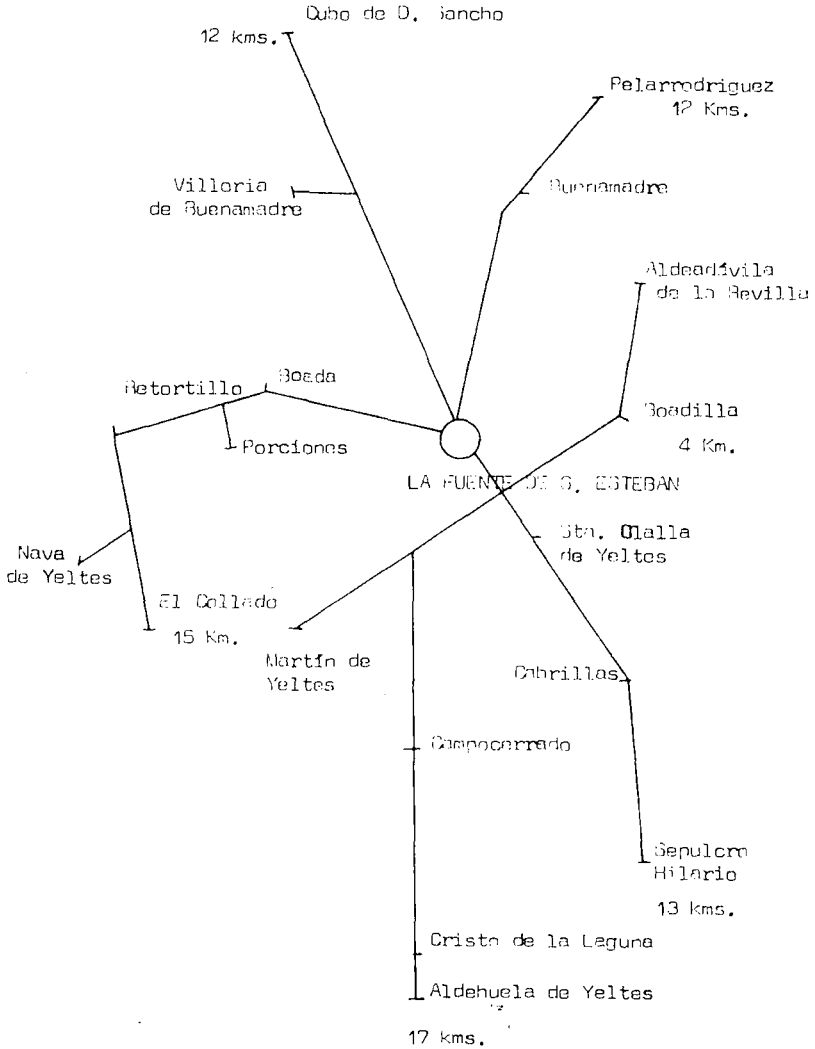 Cubo de D. Sancho
12 kms.
Pelarrodriguez
12 Kms.
Villoria
de Buenamadre
Buenamadre
Aldeadívila
de la Revilla
Boada
Retortillo
Boadilla
Porciones
4 Km.
LA FUENTE DE S. ESTEBAN
Sta. Olalla
de Yeltes
Nava
de Yeltes
El Collado
15 Km.
Martín de
Yeltes
Cabrillas
Campocerrado
Sepulcro
Hilario
13 kms.
Cristo de la Laguna
Aldehuela de Yeltes
17 kms.